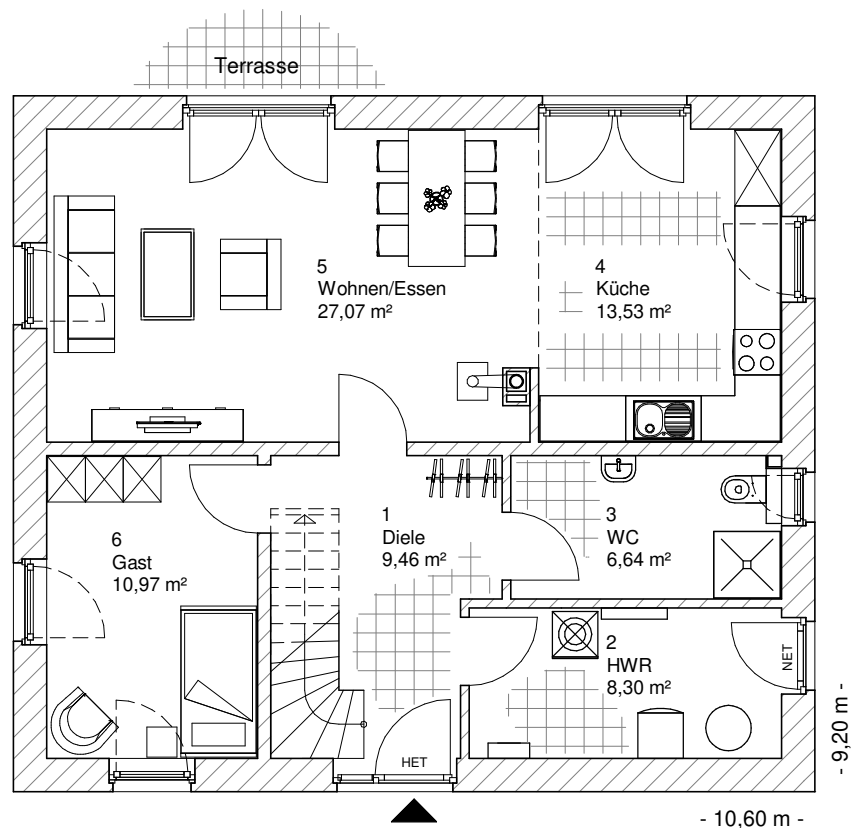 Terrasse
5
Wohnen/Essen
27,07 m²
4
Küche
13,53 m²
1
Diele
9,46 m²
3
WC
6,64 m²
6
Gast
10,97 m²
2
HWR
8,30 m²
NET
HET
- 9,20 m -
- 10,60 m -